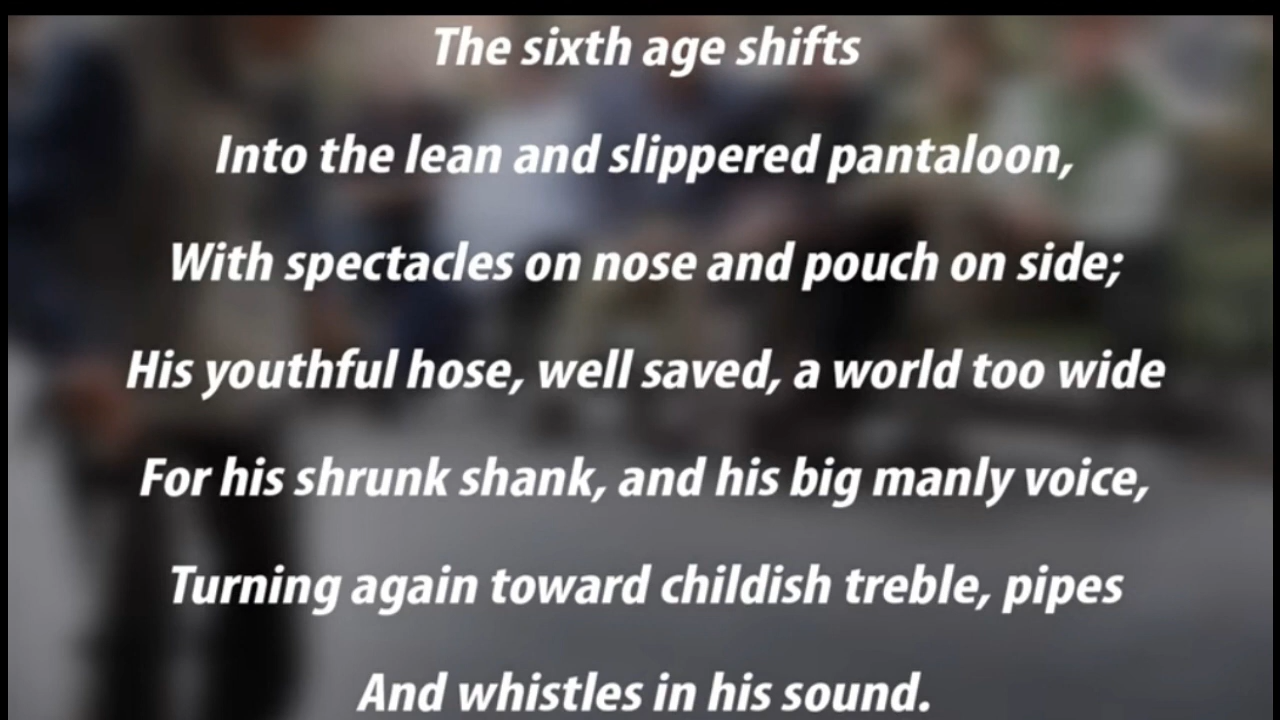 The sixth age shifts
Into the lean and slippered pantaloon,
With spectacles on nose and pouch on side;
His youthful hose, well saved, a world too wide
For his shrunk shank, and his big manly voice,
Turning again toward childish treble, pipes
And whistles in his sound.